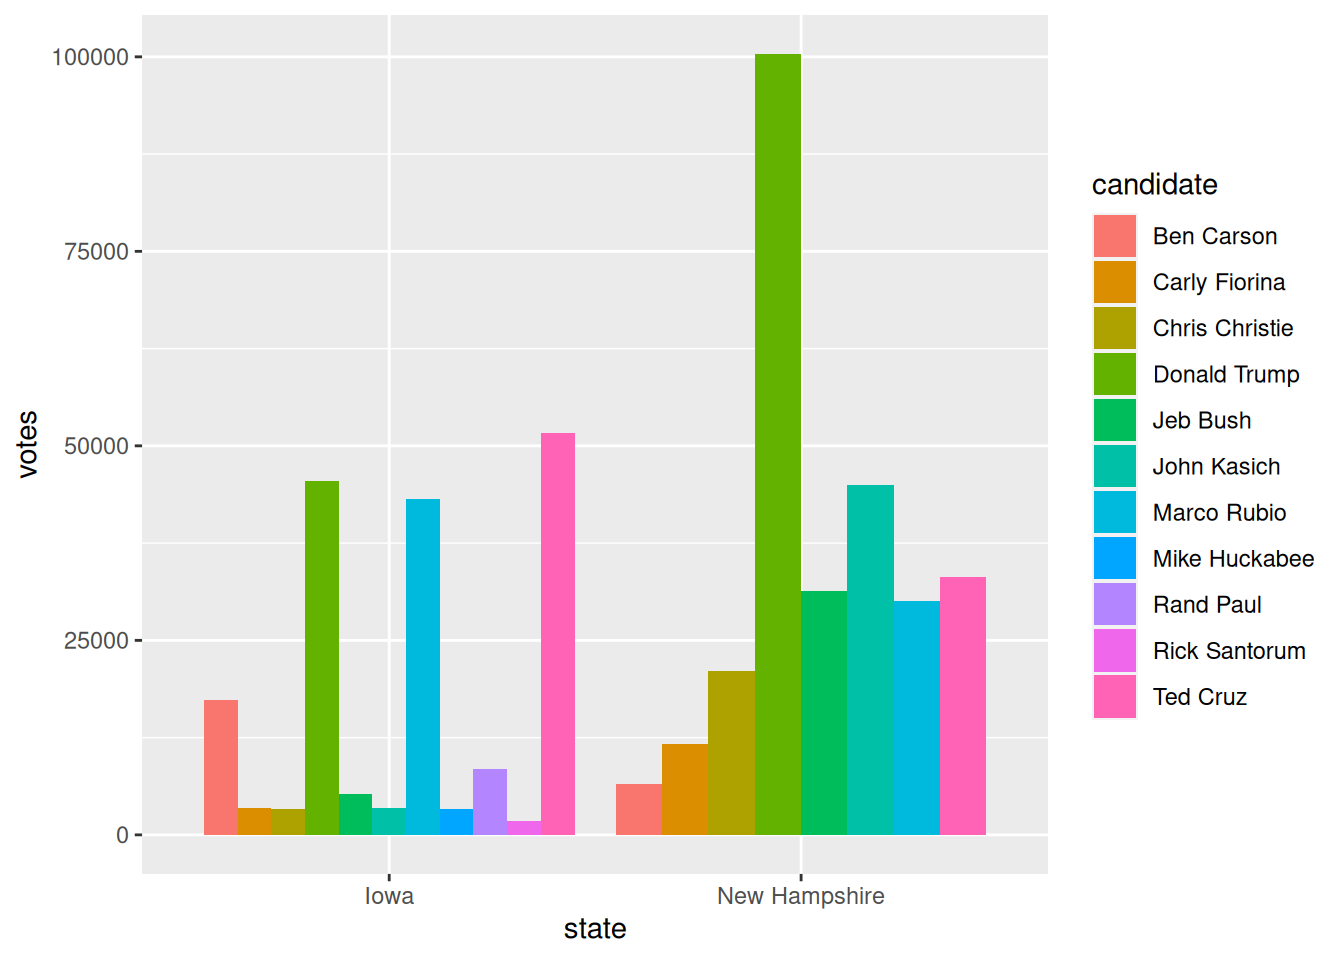 100000
75000
50000
25000
0
votes
Iowa
New Hampshire
state
candidate
Ben Carson
Carly Fiorina
Chris Christie
Donald Trump
Jeb Bush
John Kasich
Marco Rubio
Mike Huckabee
Rand Paul
Rick Santorum
Ted Cruz